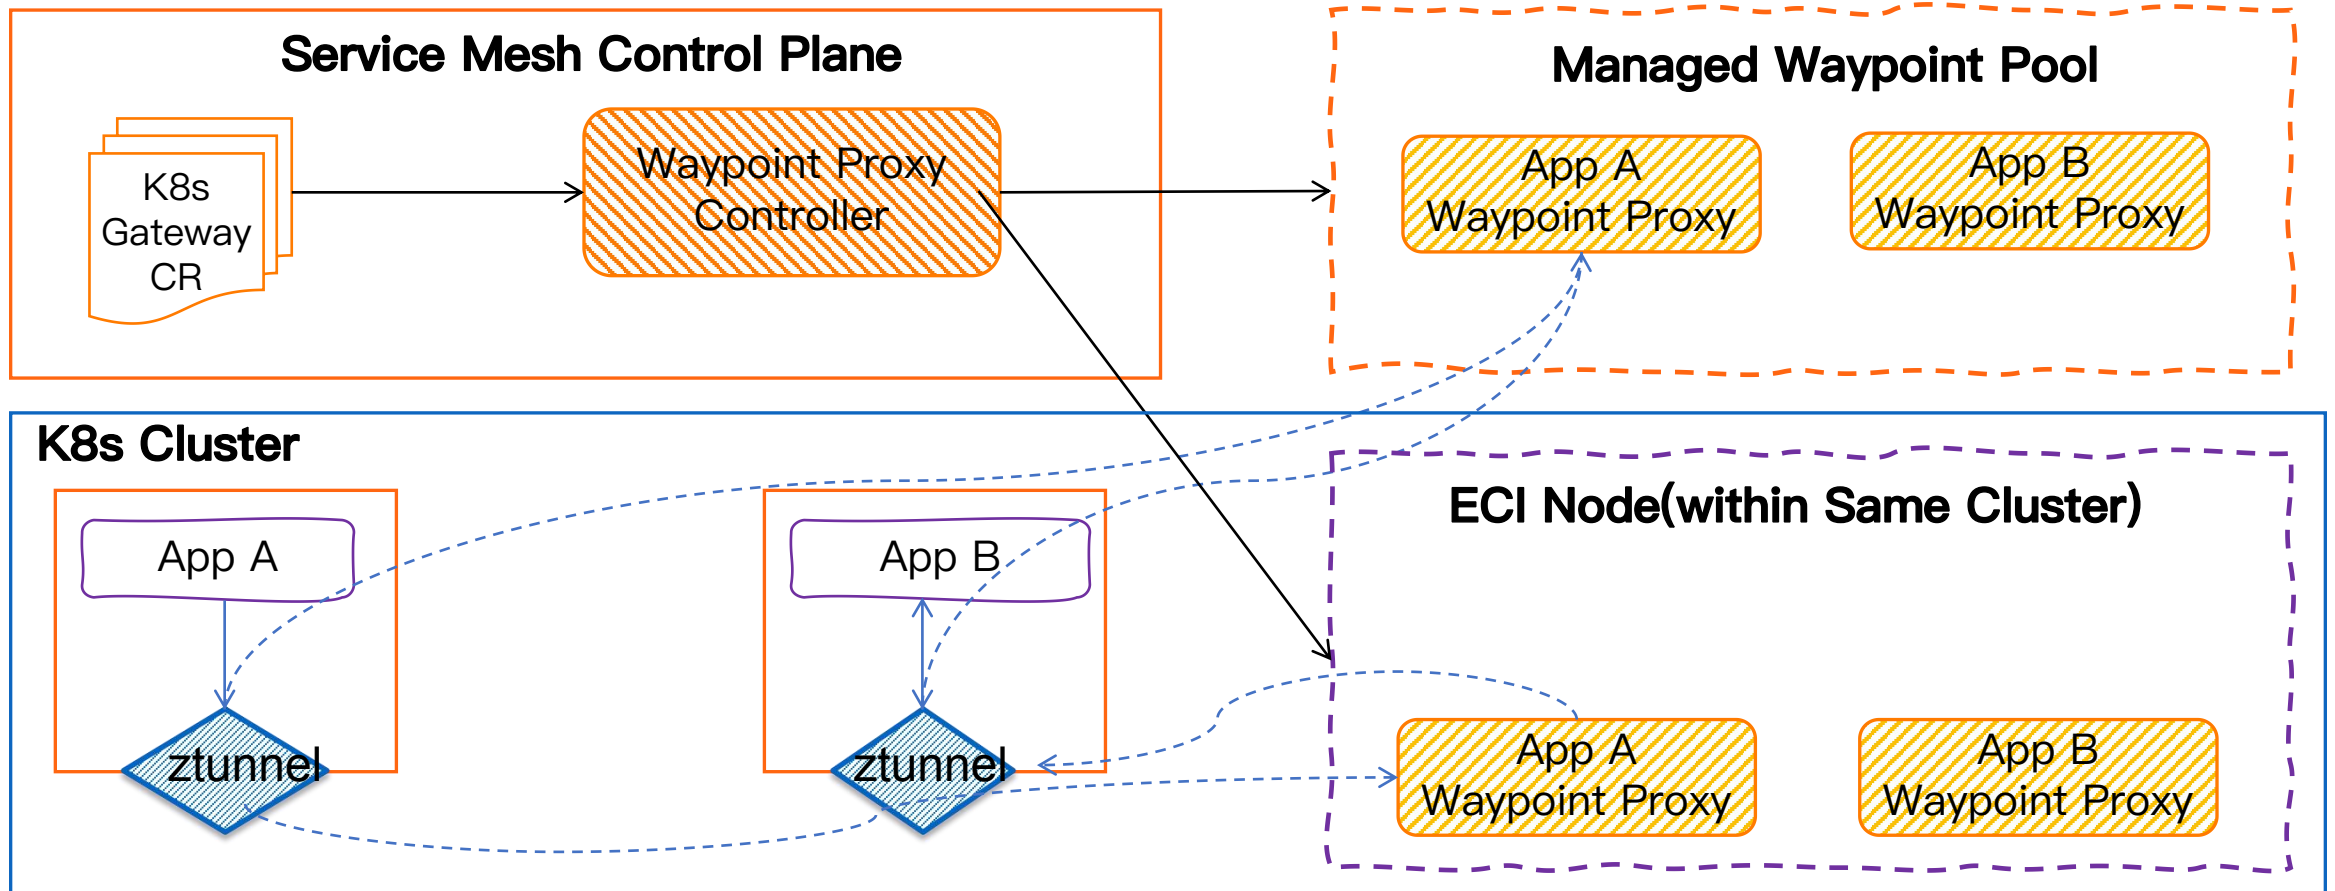 Service Mesh Control Plane
K8s
Gateway
CR
Waypoint Proxy
Controller
Managed Waypoint Pool
App A
Waypoint Proxy
App B
Waypoint Proxy
K8s Cluster
App A
ztunnel
App B
ztunnel
ECI Node(within Same Cluster)
App A
Waypoint Proxy
App B
Waypoint Proxy